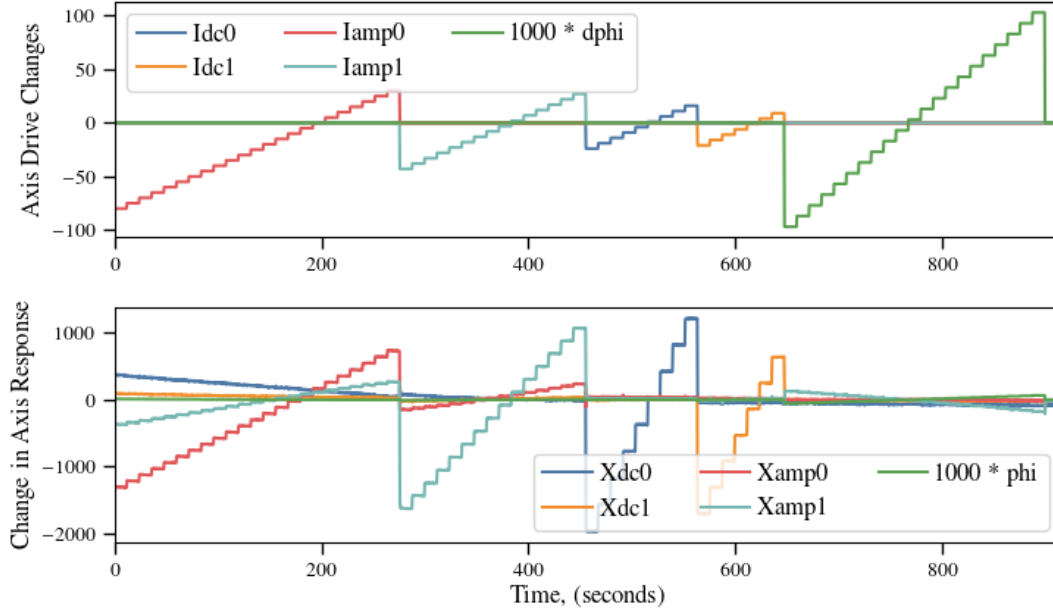 Axis Drive Changes
100
50
0
−50
−100
Idc0 Iamp0 1000 * dphi
Idc1 Iamp1
0 200 400 600 800
Change in Axis Response
1000
0
−1000
−2000
Xdc0 Xamp0 1000 * phi
Xdc1 Xamp1
0 200 400 600 800
Time, (seconds)